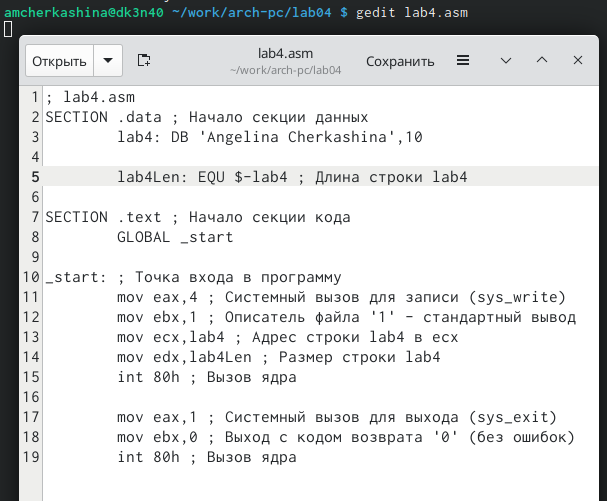 amcherkashina@dk3n40 ~/work/arch-pc/lab04 $ gedit lab4.asm
Открыть
lab4.asm
~/work/arch-pc/lab04
Сохранить
1 ; lab4.asm
2 SECTION .data ; Начало секции данных
3 lab4: DB 'Angelina Cherkashina',10
4
5 lab4Len: EQU $-lab4 ; Длина строки lab4
6
7 SECTION .text ; Начало секции кода
8 GLOBAL _start
9
10 _start: ; Точка входа в программу
11 mov eax,4 ; Системный вызов для записи (sys_write)
12 mov ebx,1 ; Описатель файла '1' - стандартный вывод
13 mov ecx,lab4 ; Адрес строки lab4 в ecx
14 mov edx,lab4Len ; Размер строки lab4
15 int 80h ; Вызов ядра
16
17 mov eax,1 ; Системный вызов для выхода (sys_exit)
18 mov ebx,0 ; Выход с кодом возврата '0' (без ошибок)
19 int 80h ; Вызов ядра